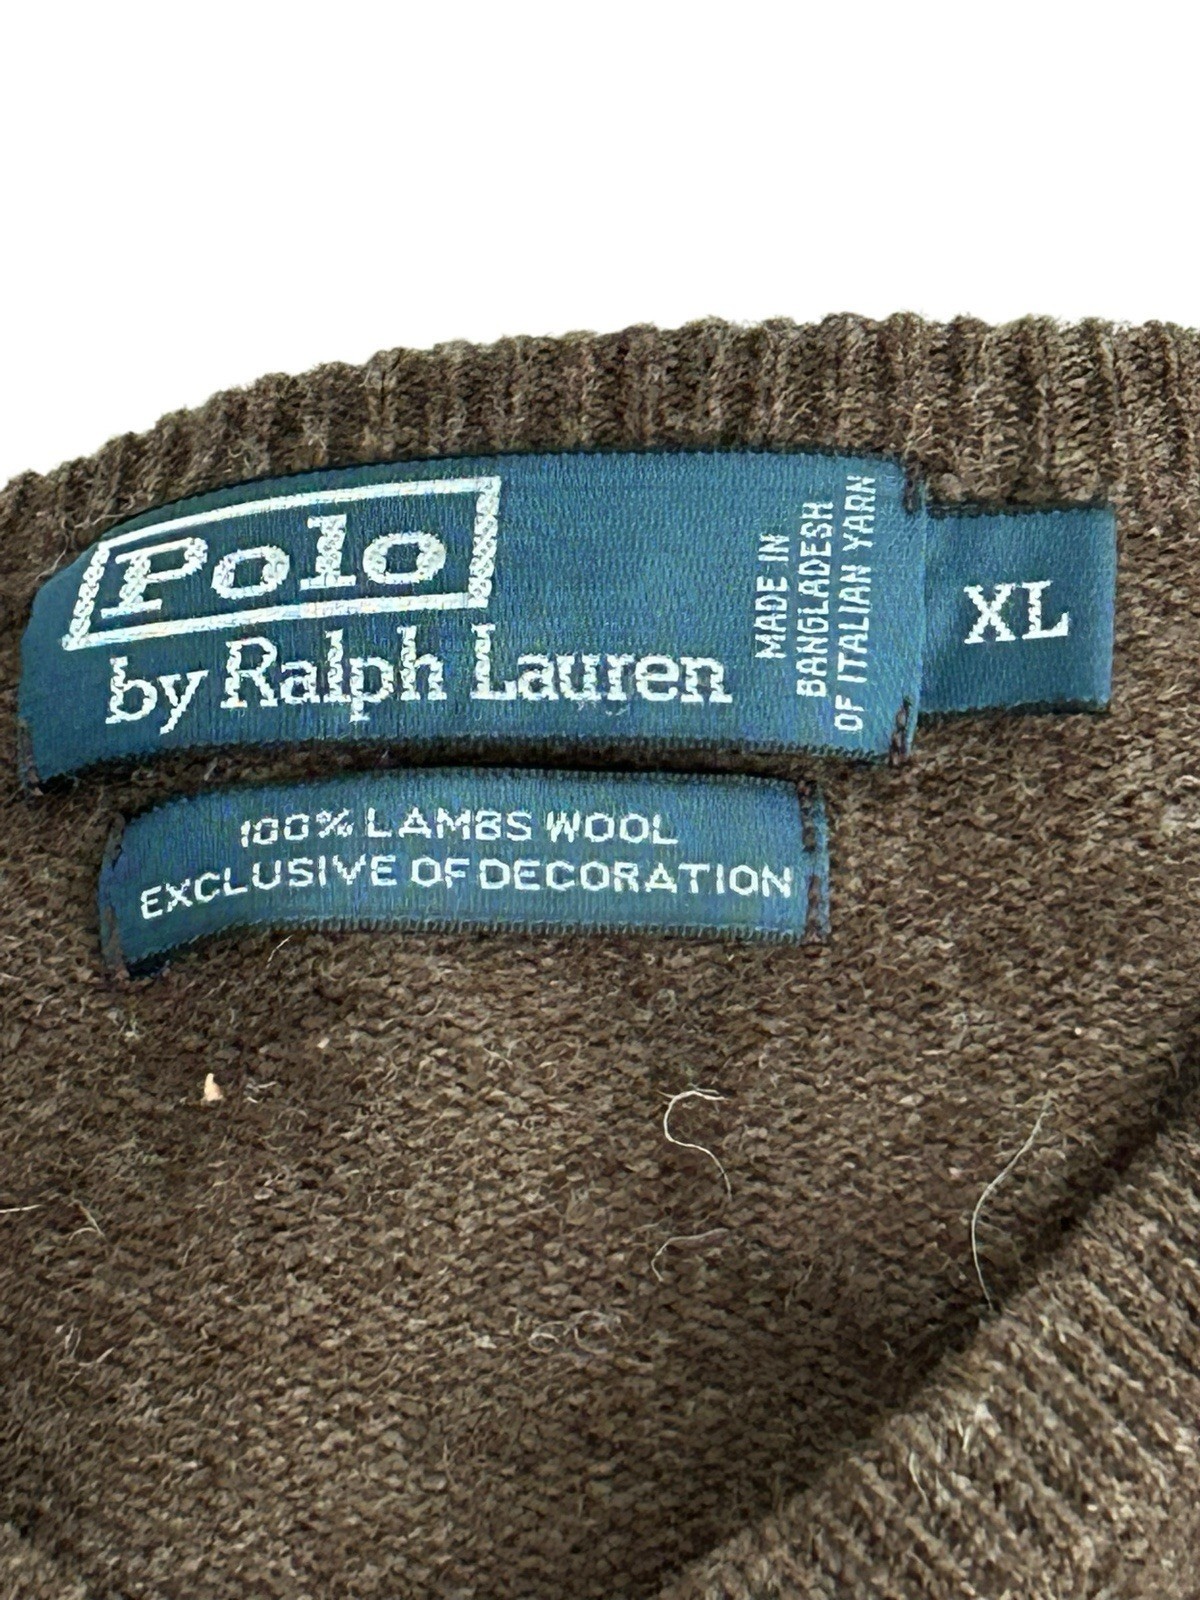 Polo
by Ralph Lauren
MADE IN
BANGLADESH
OF ITALIAN YARN
XL
100% LAMBS WOOL
EXCLUSIVE OF DECORATION